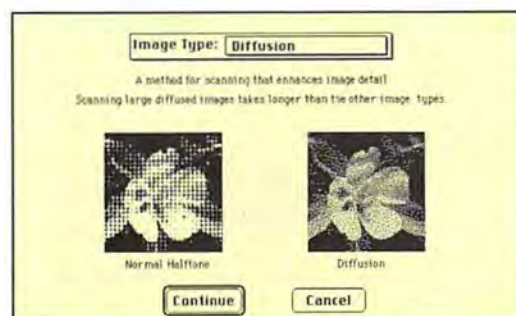 Image Type: Diffusion
A method for scanning that enhances image detail
Scanning large diffused images takes longer than the other image types.
Normal Halftone
Diffusion
Continue
Cancel